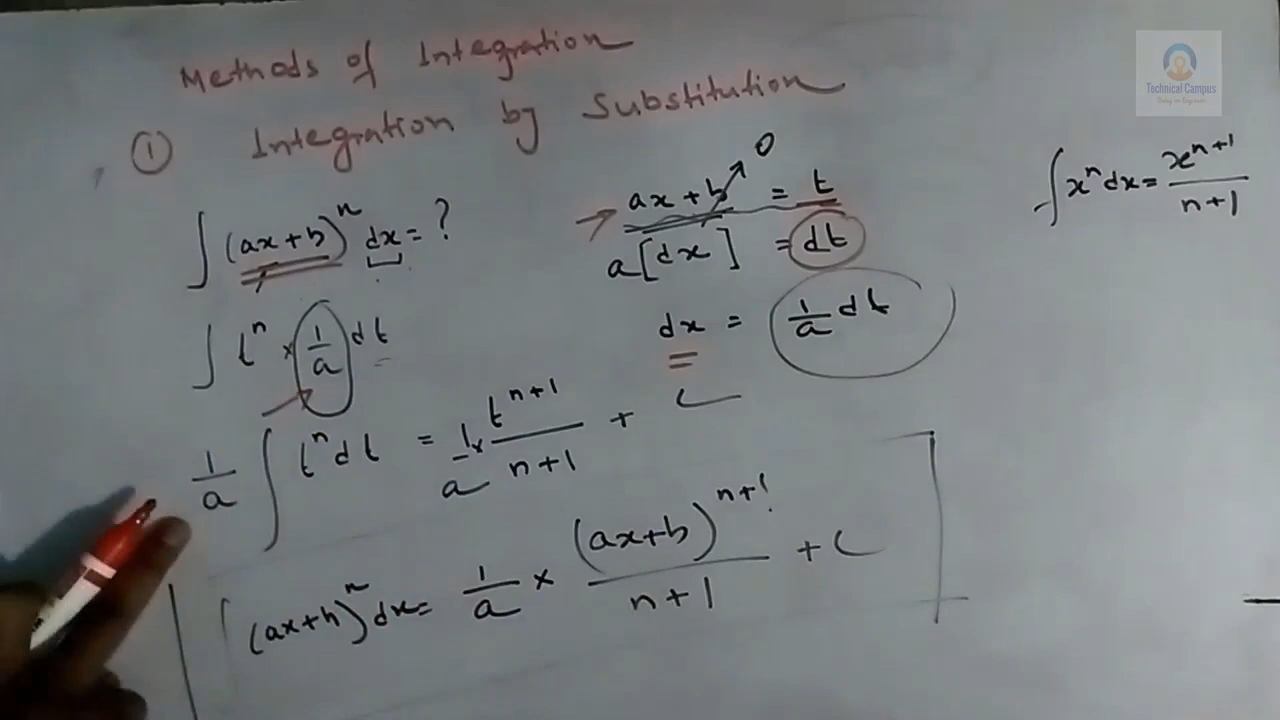 Methods of Integration
① Integration by Substitution
∫(ax+b)^n dx = ?
ax+b = t
0
∫x^n dx = x^(n+1)/(n+1)
a[dx] = dt
∫t^n × (1/a) dt
dx = (1/a) dt
(1/a) ∫ t^n dt = (1/a) × t^(n+1)/(n+1) + C
∫(ax+b)^n dx = (1/a) × (ax+b)^(n+1)/(n+1) + C
Technical Campus